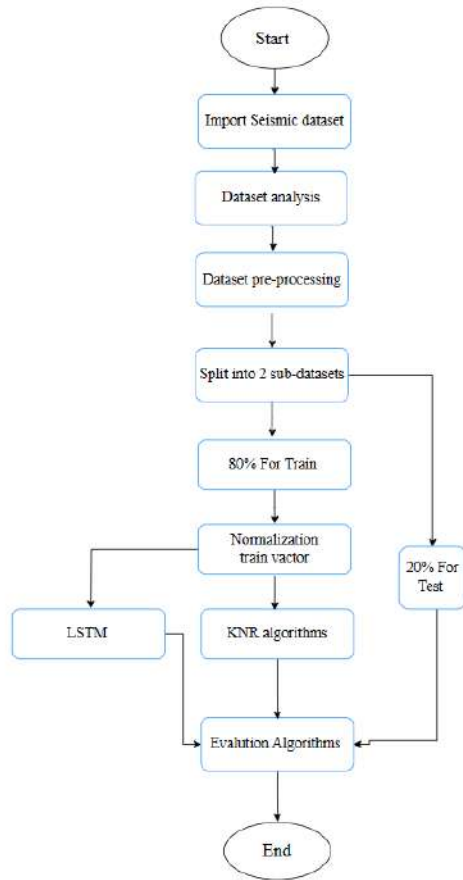 Start
Import Seismic dataset
Dataset analysis
Dataset pre-processing
Split into 2 sub-datasets
80% For Train
Normalization
train vactor
20% For
Test
LSTM
KNR algorithms
Evalution Algorithms
End